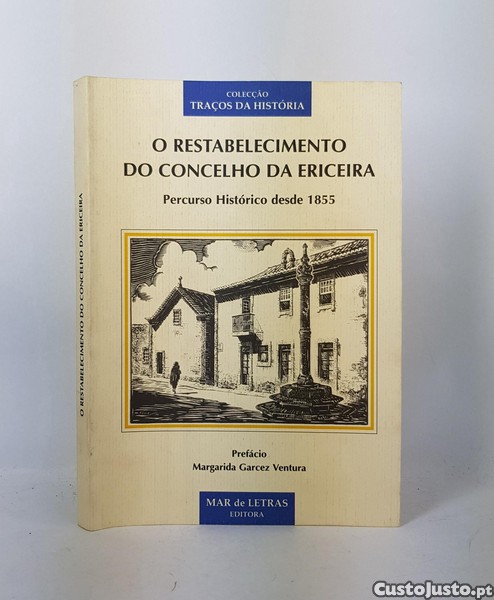 COLECÇÃO
TRAÇOS DA HISTÓRIA
O RESTABELECIMENTO
DO CONCELHO DA ERICEIRA
Percurso Histórico desde 1855
Prefácio
Margarida Garcez Ventura
MAR de LETRAS
EDITORA
O RESTABELECIMENTO DO CONCELHO DA ERICEIRA
CustoJusto.pt